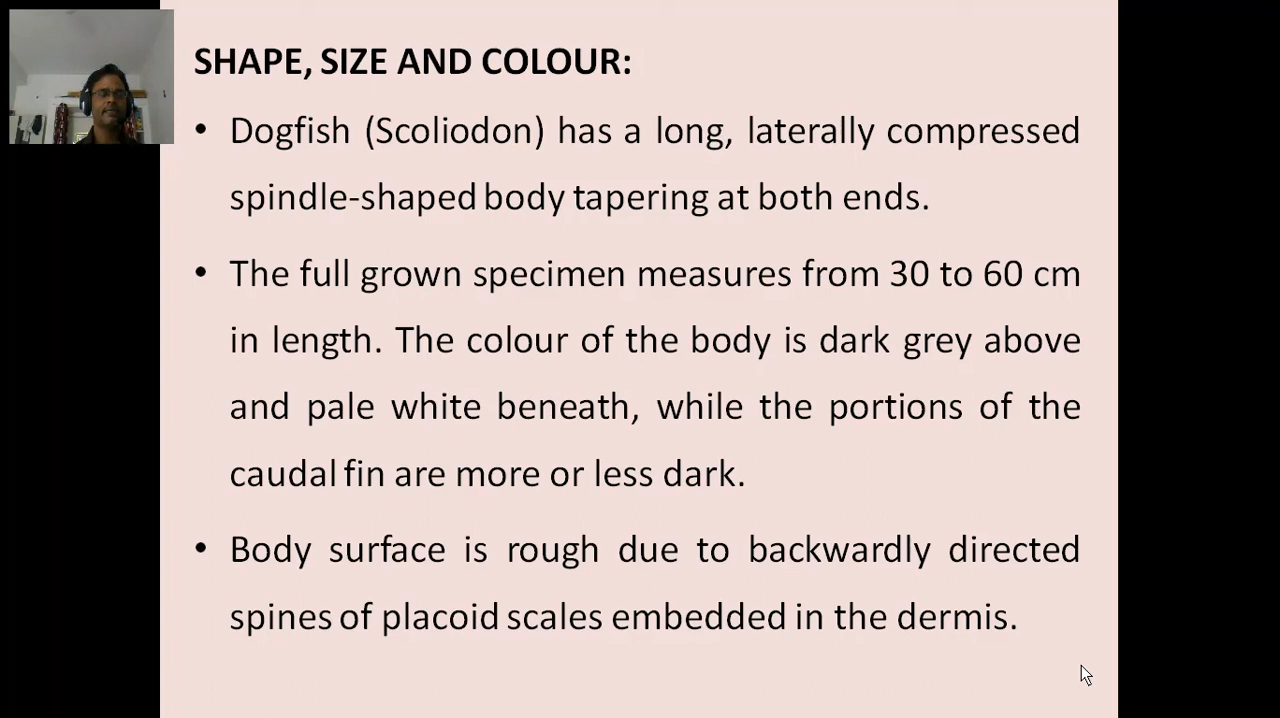 SHAPE, SIZE AND COLOUR:
• Dogfish (Scoliodon) has a long, laterally compressed
spindle-shaped body tapering at both ends.
• The full grown specimen measures from 30 to 60 cm
in length. The colour of the body is dark grey above
and pale white beneath, while the portions of the
caudal fin are more or less dark.
• Body surface is rough due to backwardly directed
spines of placoid scales embedded in the dermis.